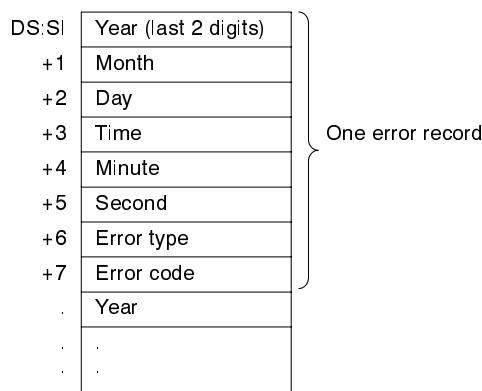 DS:SI Year (last 2 digits)
+1 Month
+2 Day
+3 Time One error record
+4 Minute
+5 Second
+6 Error type
+7 Error code
. Year
. .
. .